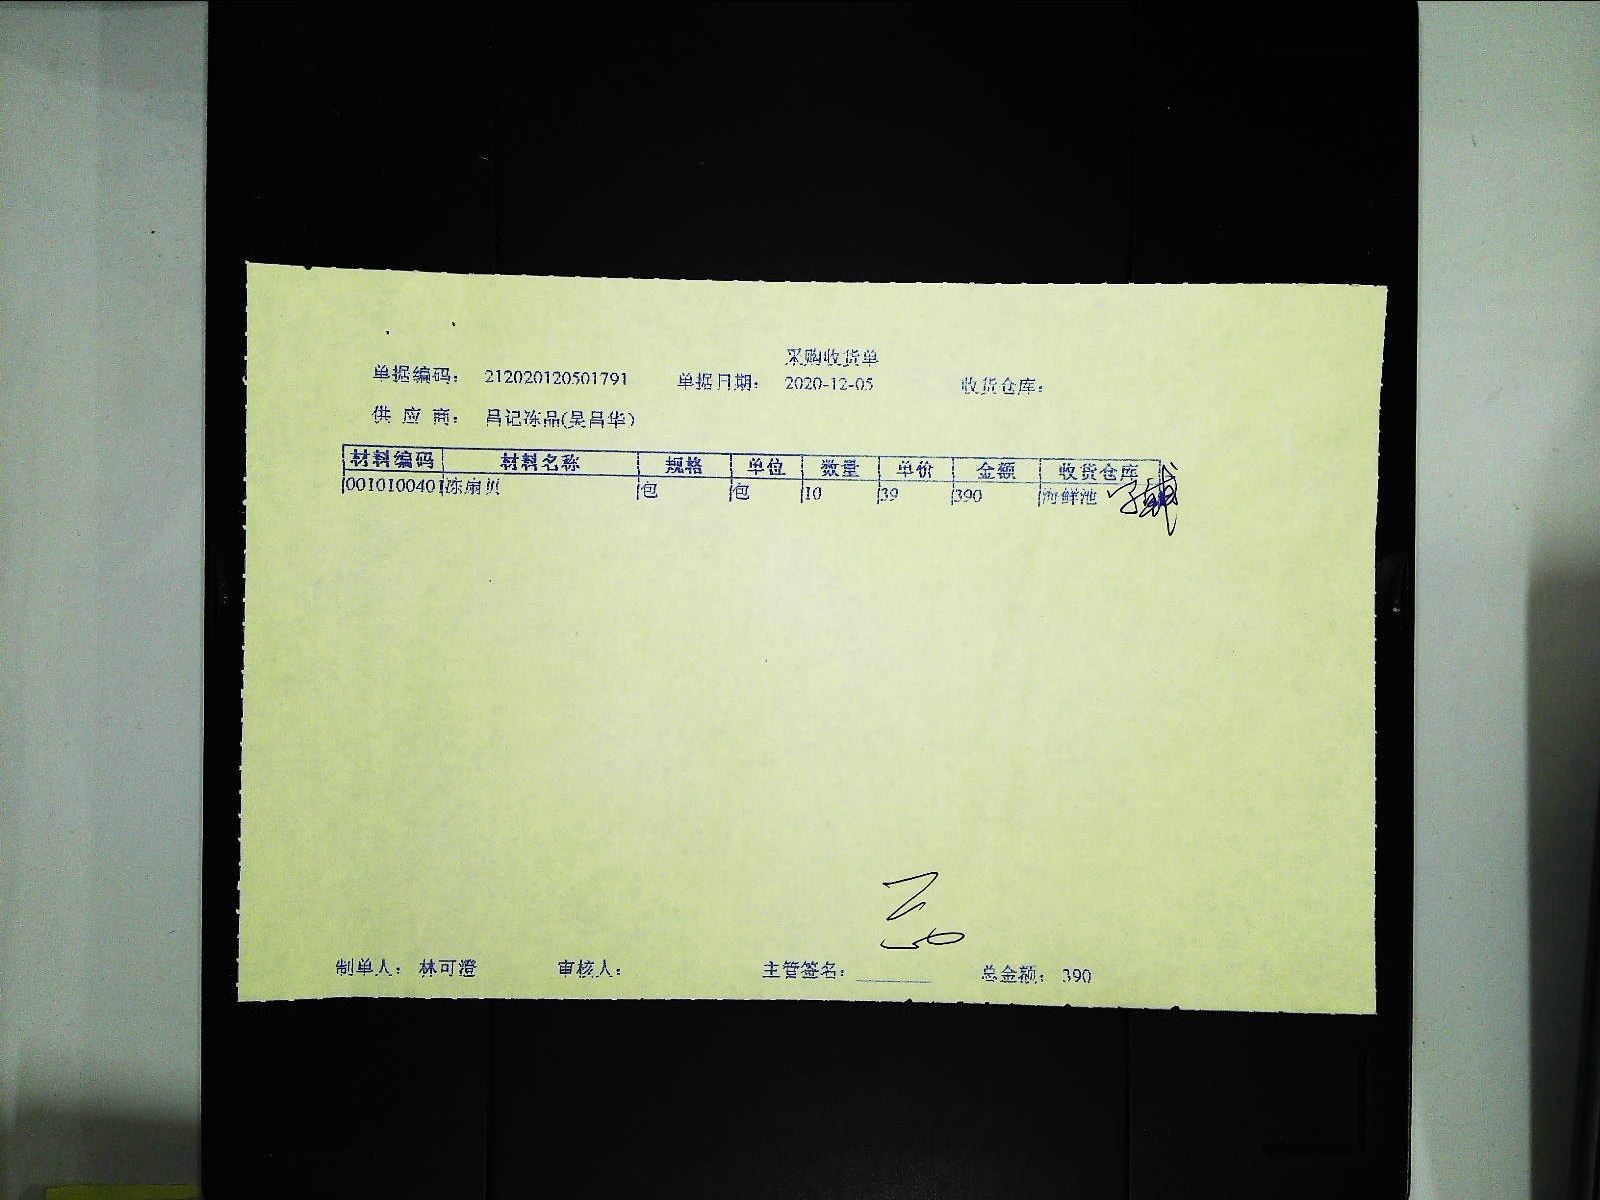 采购收货单
单据编码： 212020120501791 单据日期： 2020-12-05 收货仓库：
供 应 商： 昌记冻品(吴昌华)
材料编码 材料名称 规格 单位 数量 单价 金额 收货仓库
0010100401 冻扇贝 包 包 10 39 390 海鲜池
制单人： 林可澄 审核人： 主管签名： 总金额： 390